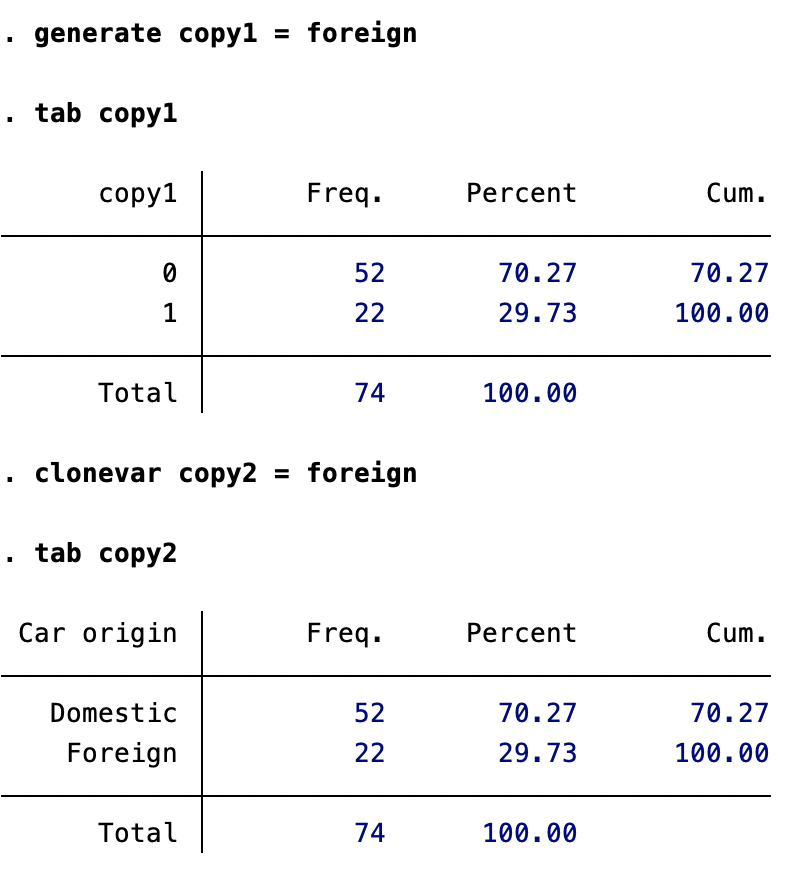 . generate copy1 = foreign
. tab copy1
copy1 Freq. Percent Cum.
0 52 70.27 70.27
1 22 29.73 100.00
Total 74 100.00
. clonevar copy2 = foreign
. tab copy2
Car origin Freq. Percent Cum.
Domestic 52 70.27 70.27
Foreign 22 29.73 100.00
Total 74 100.00